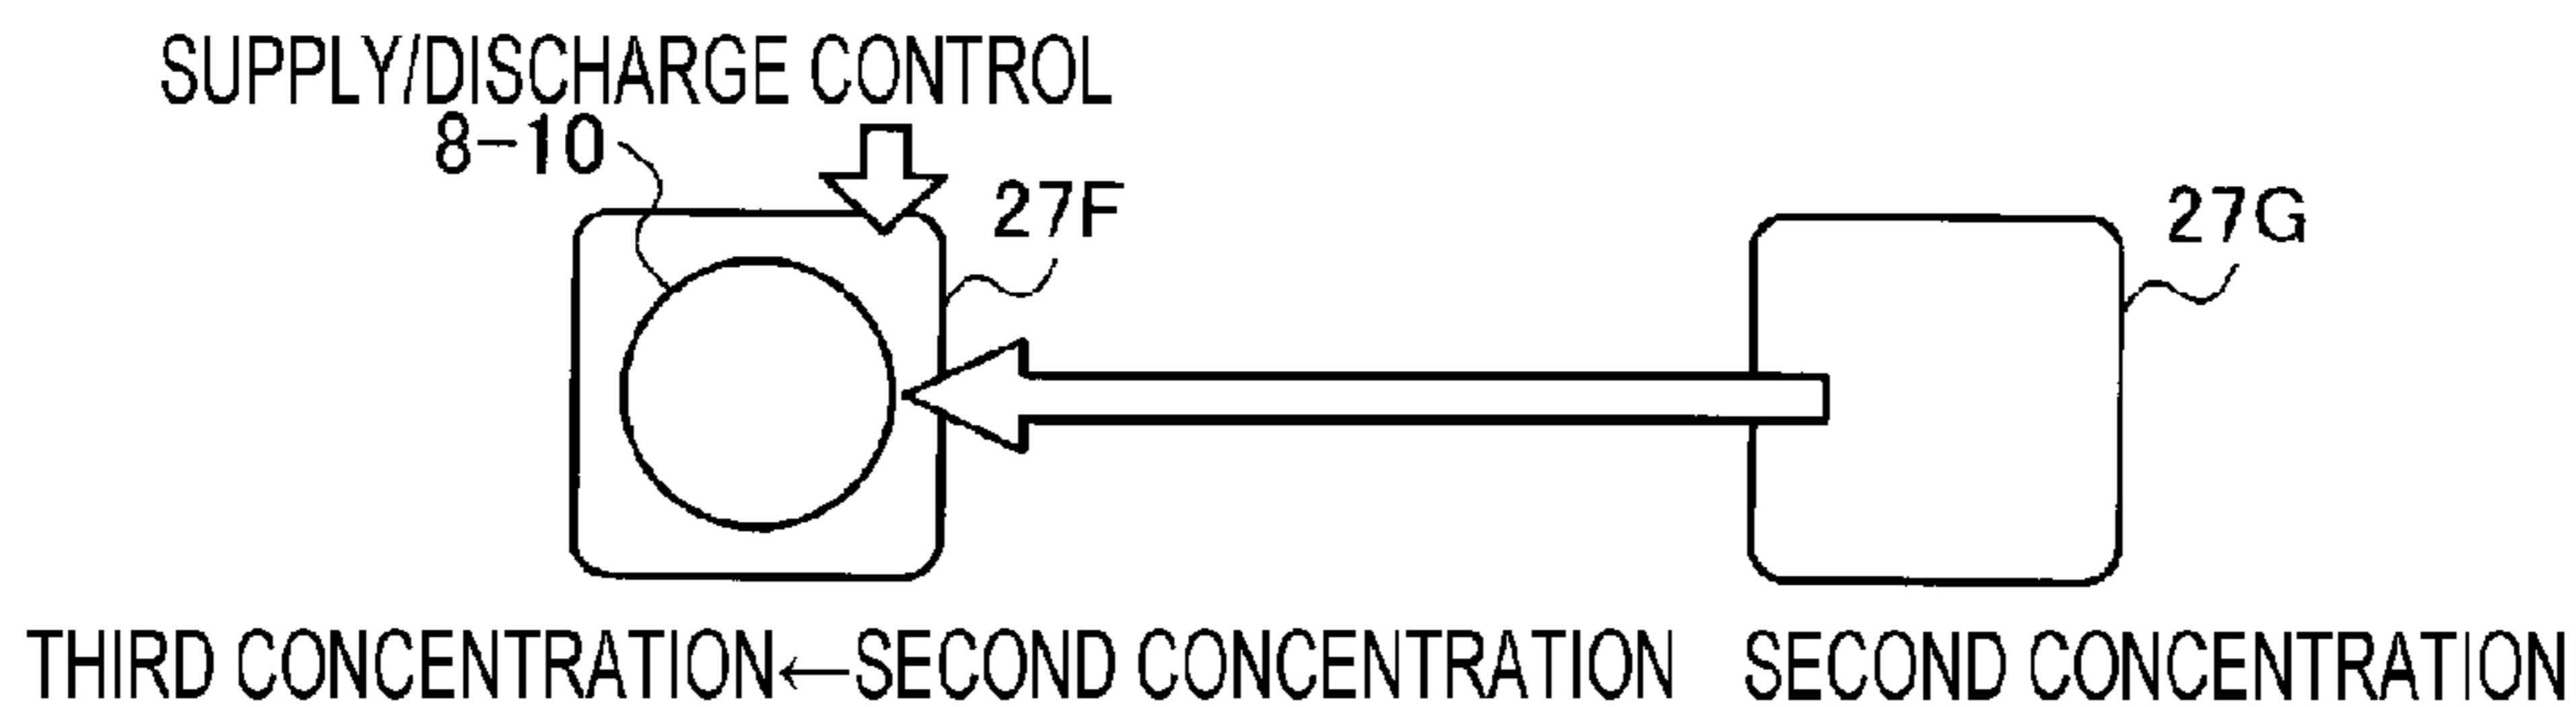 SUPPLY/DISCHARGE CONTROL
8-10
27F
27G
THIRD CONCENTRATION←SECOND CONCENTRATION
SECOND CONCENTRATION